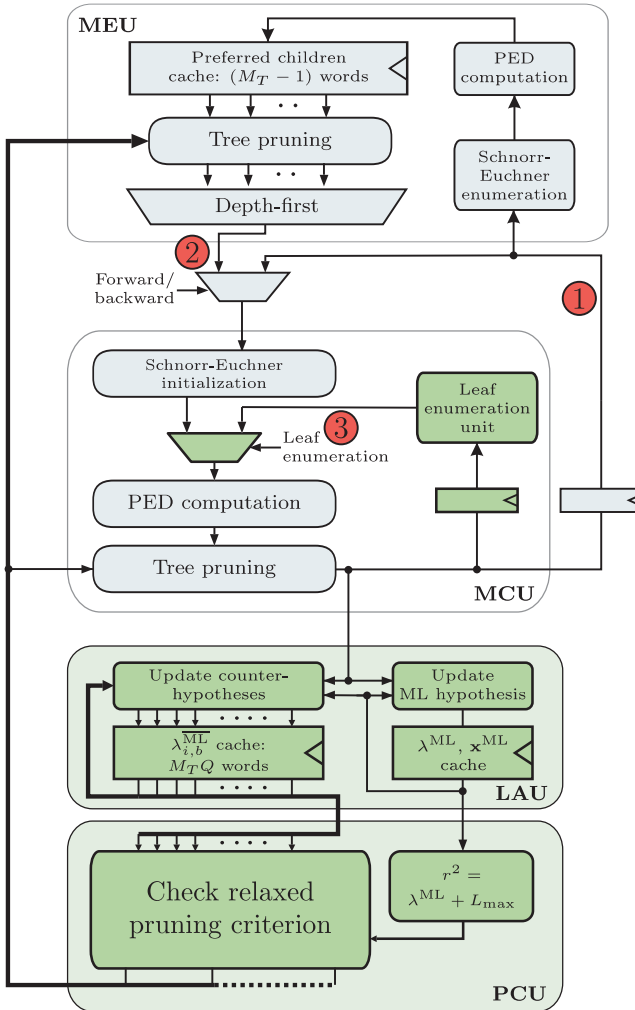 MEU
Preferred children
cache: (M_T − 1) words
PED
computation
Tree pruning
Schnorr-
Euchner
enumeration
Depth-first
2
1
Forward/
backward
Schnorr-Euchner
initialization
Leaf
enumeration
unit
3
Leaf
enumeration
PED computation
Tree pruning
MCU
Update counter-
hypotheses
Update
ML hypothesis
λ_{i,b}^{\overline{ML}} cache:
M_T Q words
λ^{ML}, x^{ML}
cache
LAU
Check relaxed
pruning criterion
r^2 =
λ^{ML} + L_{max}
PCU